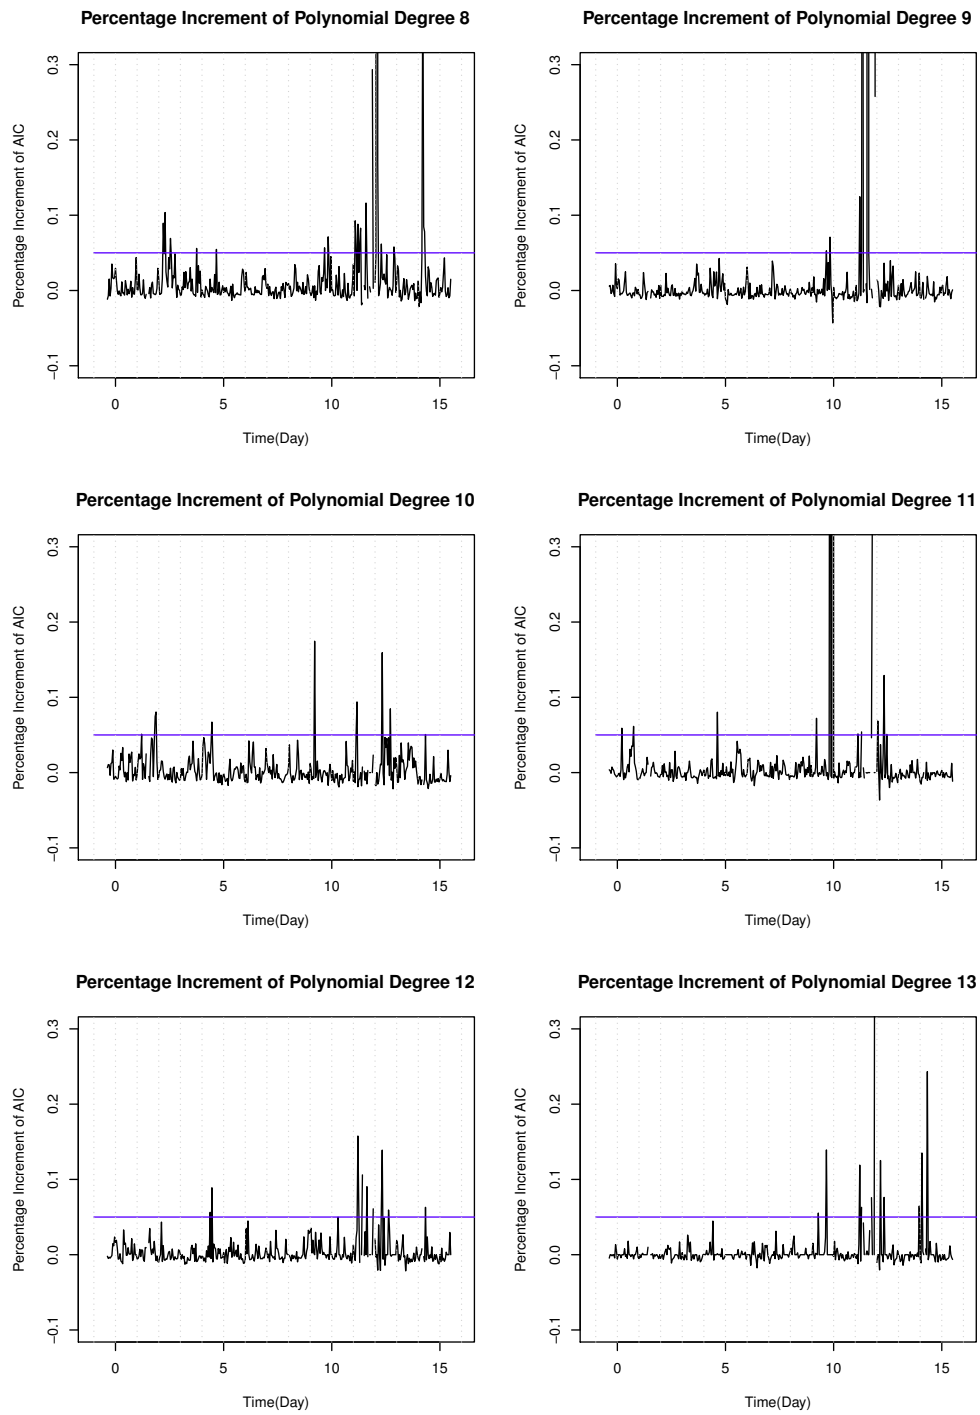 Percentage Increment of Polynomial Degree 8
Percentage Increment of AIC
0.3
0.2
0.1
0.0
−0.1
0 5 10 15
Time(Day)
Percentage Increment of Polynomial Degree 9
Percentage Increment of AIC
0.3
0.2
0.1
0.0
−0.1
0 5 10 15
Time(Day)
Percentage Increment of Polynomial Degree 10
Percentage Increment of AIC
0.3
0.2
0.1
0.0
−0.1
0 5 10 15
Time(Day)
Percentage Increment of Polynomial Degree 11
Percentage Increment of AIC
0.3
0.2
0.1
0.0
−0.1
0 5 10 15
Time(Day)
Percentage Increment of Polynomial Degree 12
Percentage Increment of AIC
0.3
0.2
0.1
0.0
−0.1
0 5 10 15
Time(Day)
Percentage Increment of Polynomial Degree 13
Percentage Increment of AIC
0.3
0.2
0.1
0.0
−0.1
0 5 10 15
Time(Day)